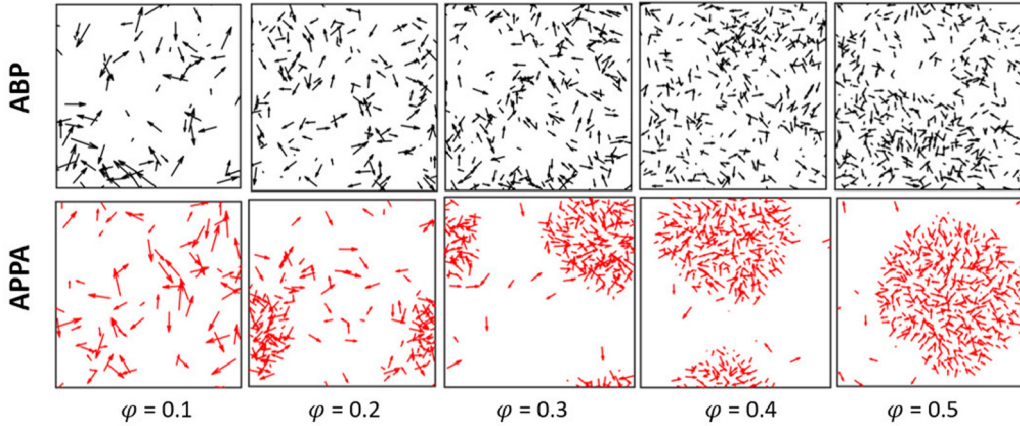 ABP
APPA
φ = 0.1
φ = 0.2
φ = 0.3
φ = 0.4
φ = 0.5